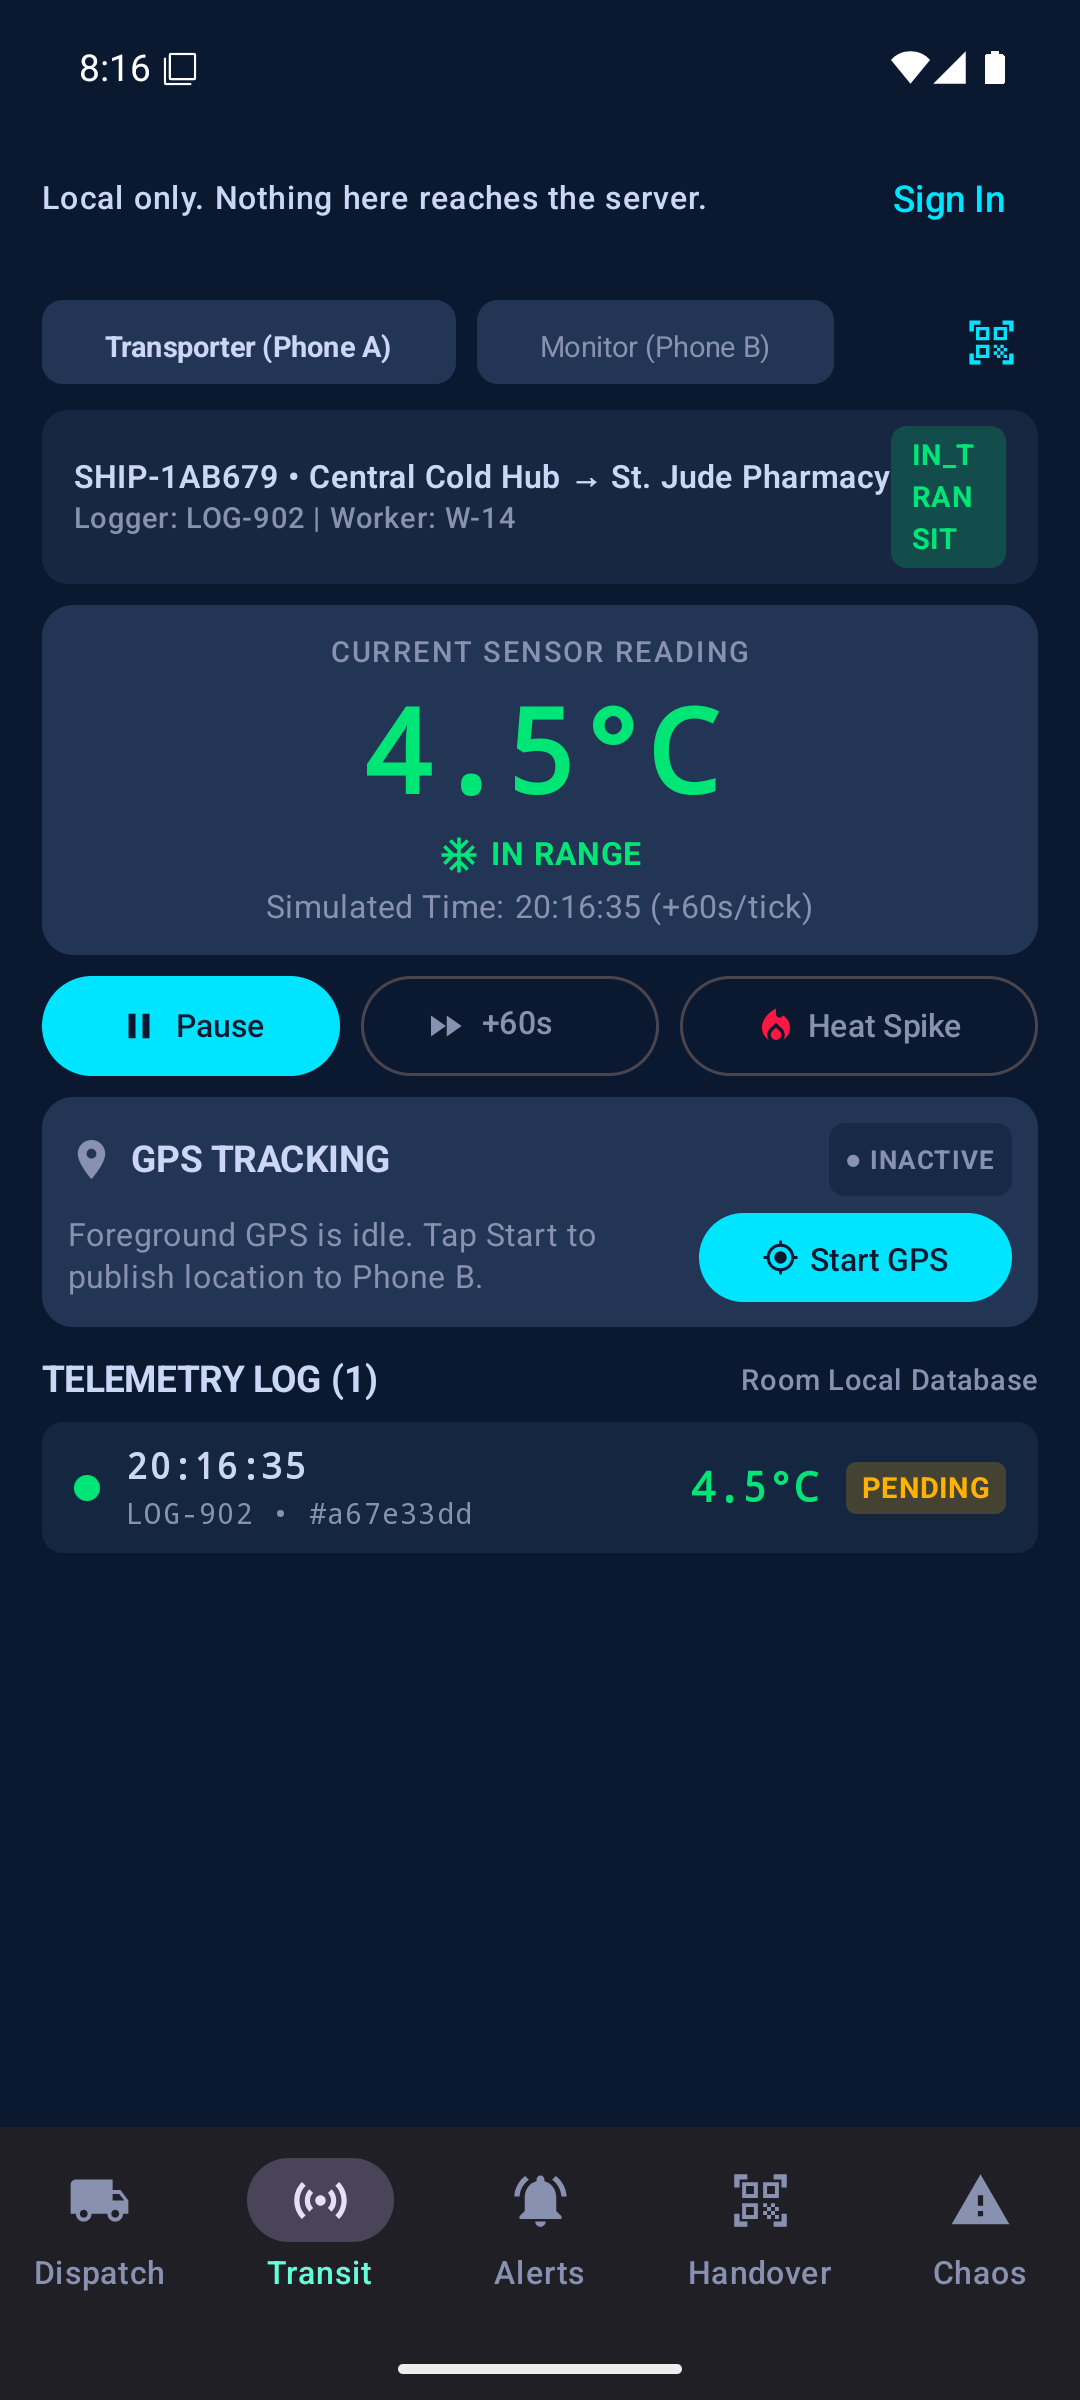 8:16
Local only. Nothing here reaches the server.
Sign In
Transporter (Phone A)
Monitor (Phone B)
SHIP-1AB679 • Central Cold Hub → St. Jude Pharmacy
Logger: LOG-902 | Worker: W-14
IN_T
RAN
SIT
CURRENT SENSOR READING
4.5°C
IN RANGE
Simulated Time: 20:16:35 (+60s/tick)
Pause
+60s
Heat Spike
GPS TRACKING
• INACTIVE
Foreground GPS is idle. Tap Start to
publish location to Phone B.
Start GPS
TELEMETRY LOG (1)
Room Local Database
20:16:35
LOG-902 • #a67e33dd
4.5°C
PENDING
Dispatch
Transit
Alerts
Handover
Chaos